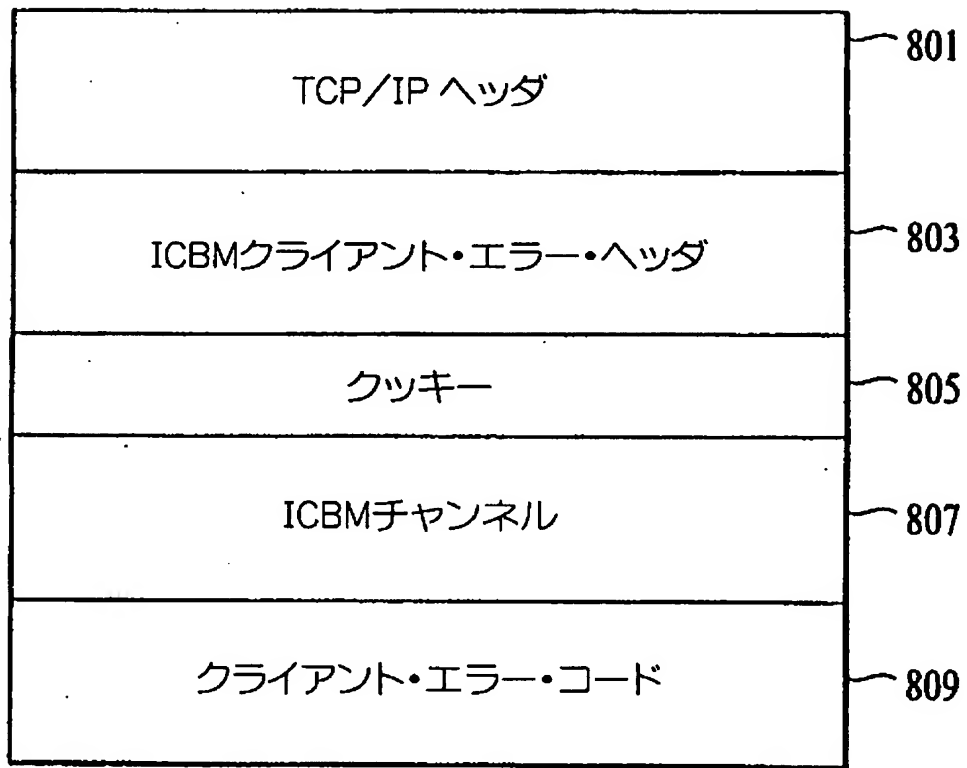 TCP/IP ヘッダ
801
ICBMクライアント・エラー・ヘッダ
803
クッキー
805
ICBMチャンネル
807
クライアント・エラー・コード
809